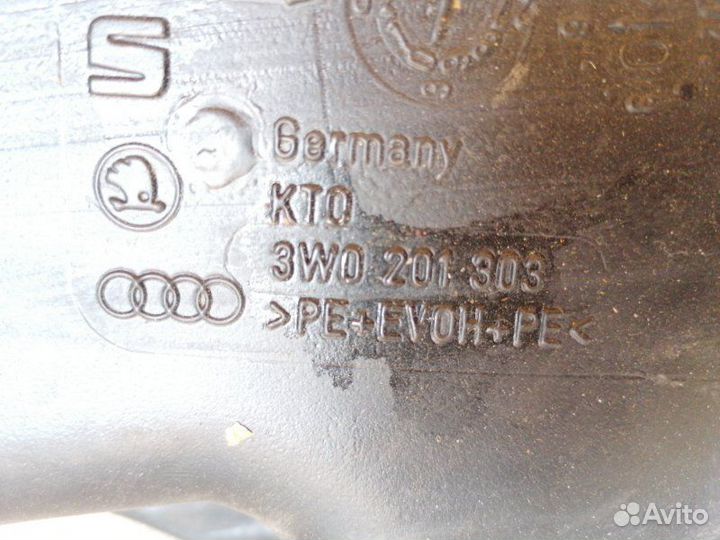 S
Germany
KTO
3W0 201 303
>PE+EVOH+PE<
Avito